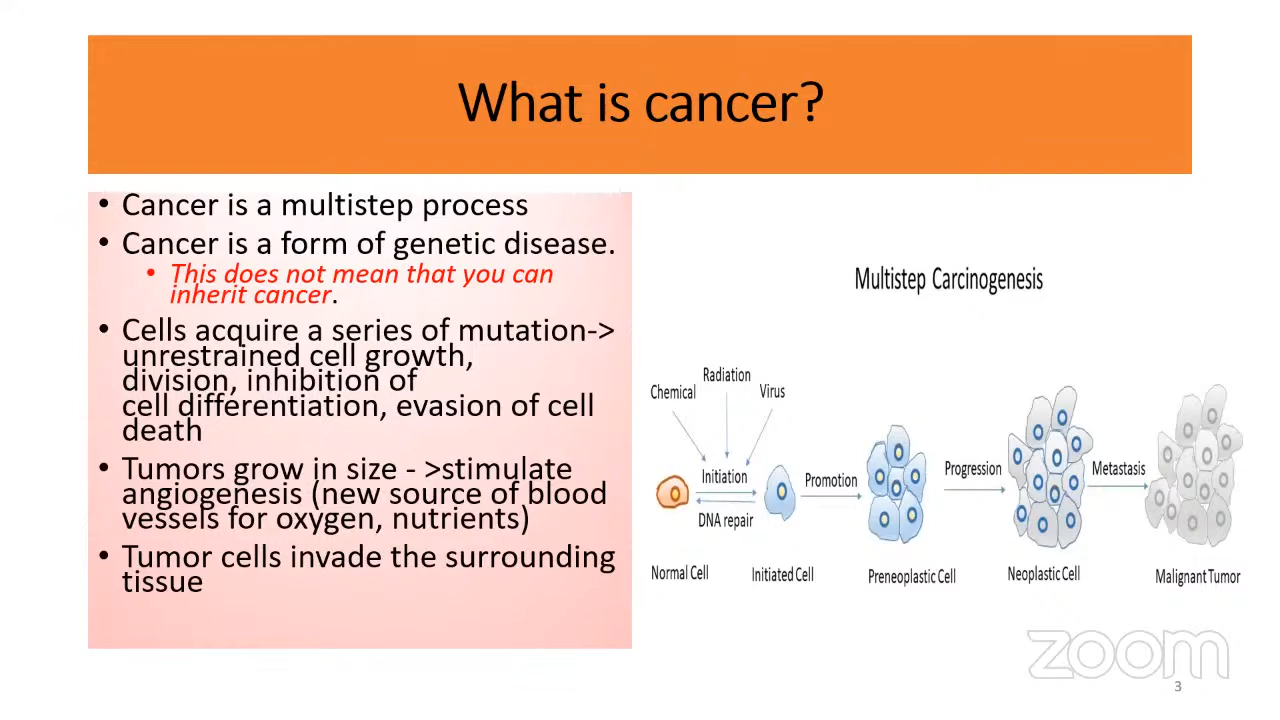 What is cancer?
• Cancer is a multistep process
• Cancer is a form of genetic disease.
• This does not mean that you can
inherit cancer.
• Cells acquire a series of mutation->
unrestrained cell growth,
division, inhibition of
cell differentiation, evasion of cell
death
• Tumors grow in size - >stimulate
angiogenesis (new source of blood
vessels for oxygen, nutrients)
• Tumor cells invade the surrounding
tissue
Multistep Carcinogenesis
Chemical
Radiation
Virus
Initiation
DNA repair
Promotion
Progression
Metastasis
Normal Cell
Initiated Cell
Preneoplastic Cell
Neoplastic Cell
Malignant Tumor
zoom
3